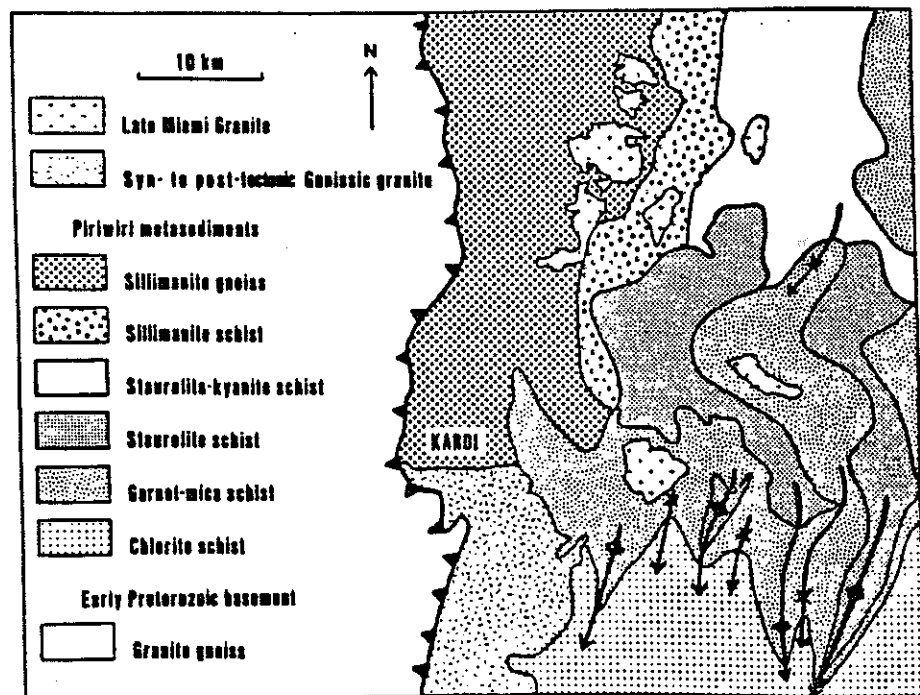 10 km
N
Late Miami Granite
Syn- to post-tectonic Gneissic granite
Piriwiri metasediments
Sillimanite gneiss
Sillimanite schist
Staurolite-kyanite schist
Staurolite schist
Garnet-mica schist
Chlorite schist
Early Proterozoic basement
Granite gneiss
KAROI